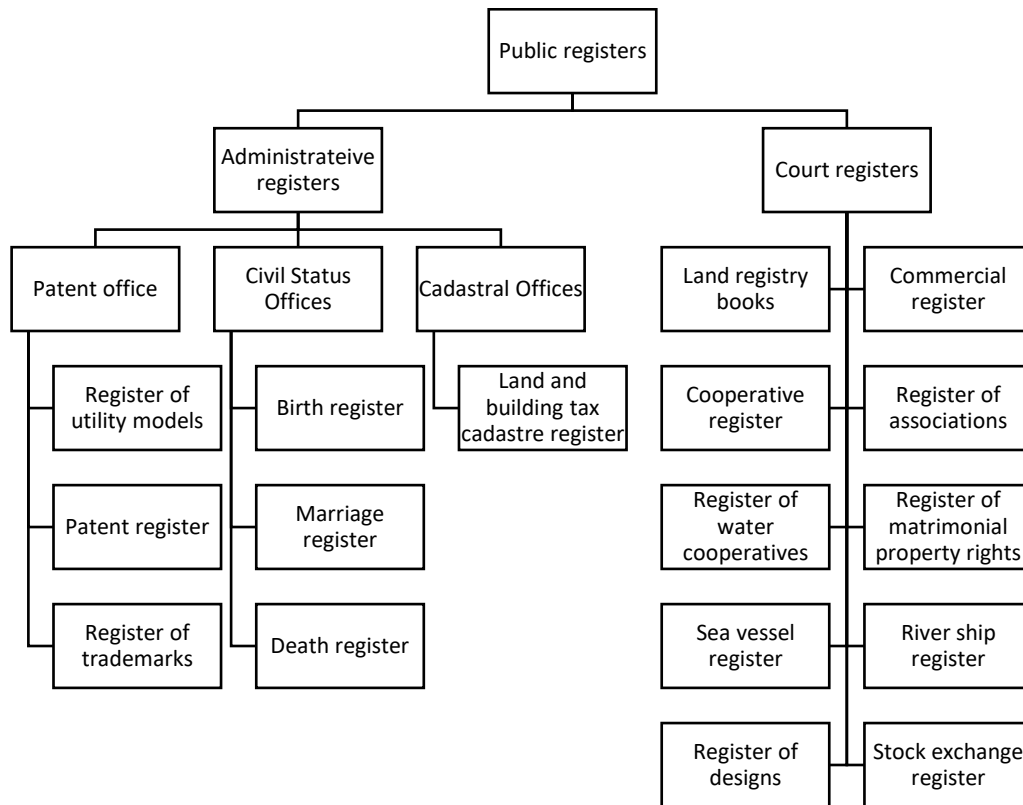 Public registers
Administrateive
registers
Court registers
Patent office
Civil Status
Offices
Cadastral Offices
Land registry
books
Commercial
register
Register of
utility models
Birth register
Land and
building tax
cadastre register
Cooperative
register
Register of
associations
Patent register
Marriage
register
Register of
water
cooperatives
Register of
matrimonial
property rights
Register of
trademarks
Death register
Sea vessel
register
River ship
register
Register of
designs
Stock exchange
register